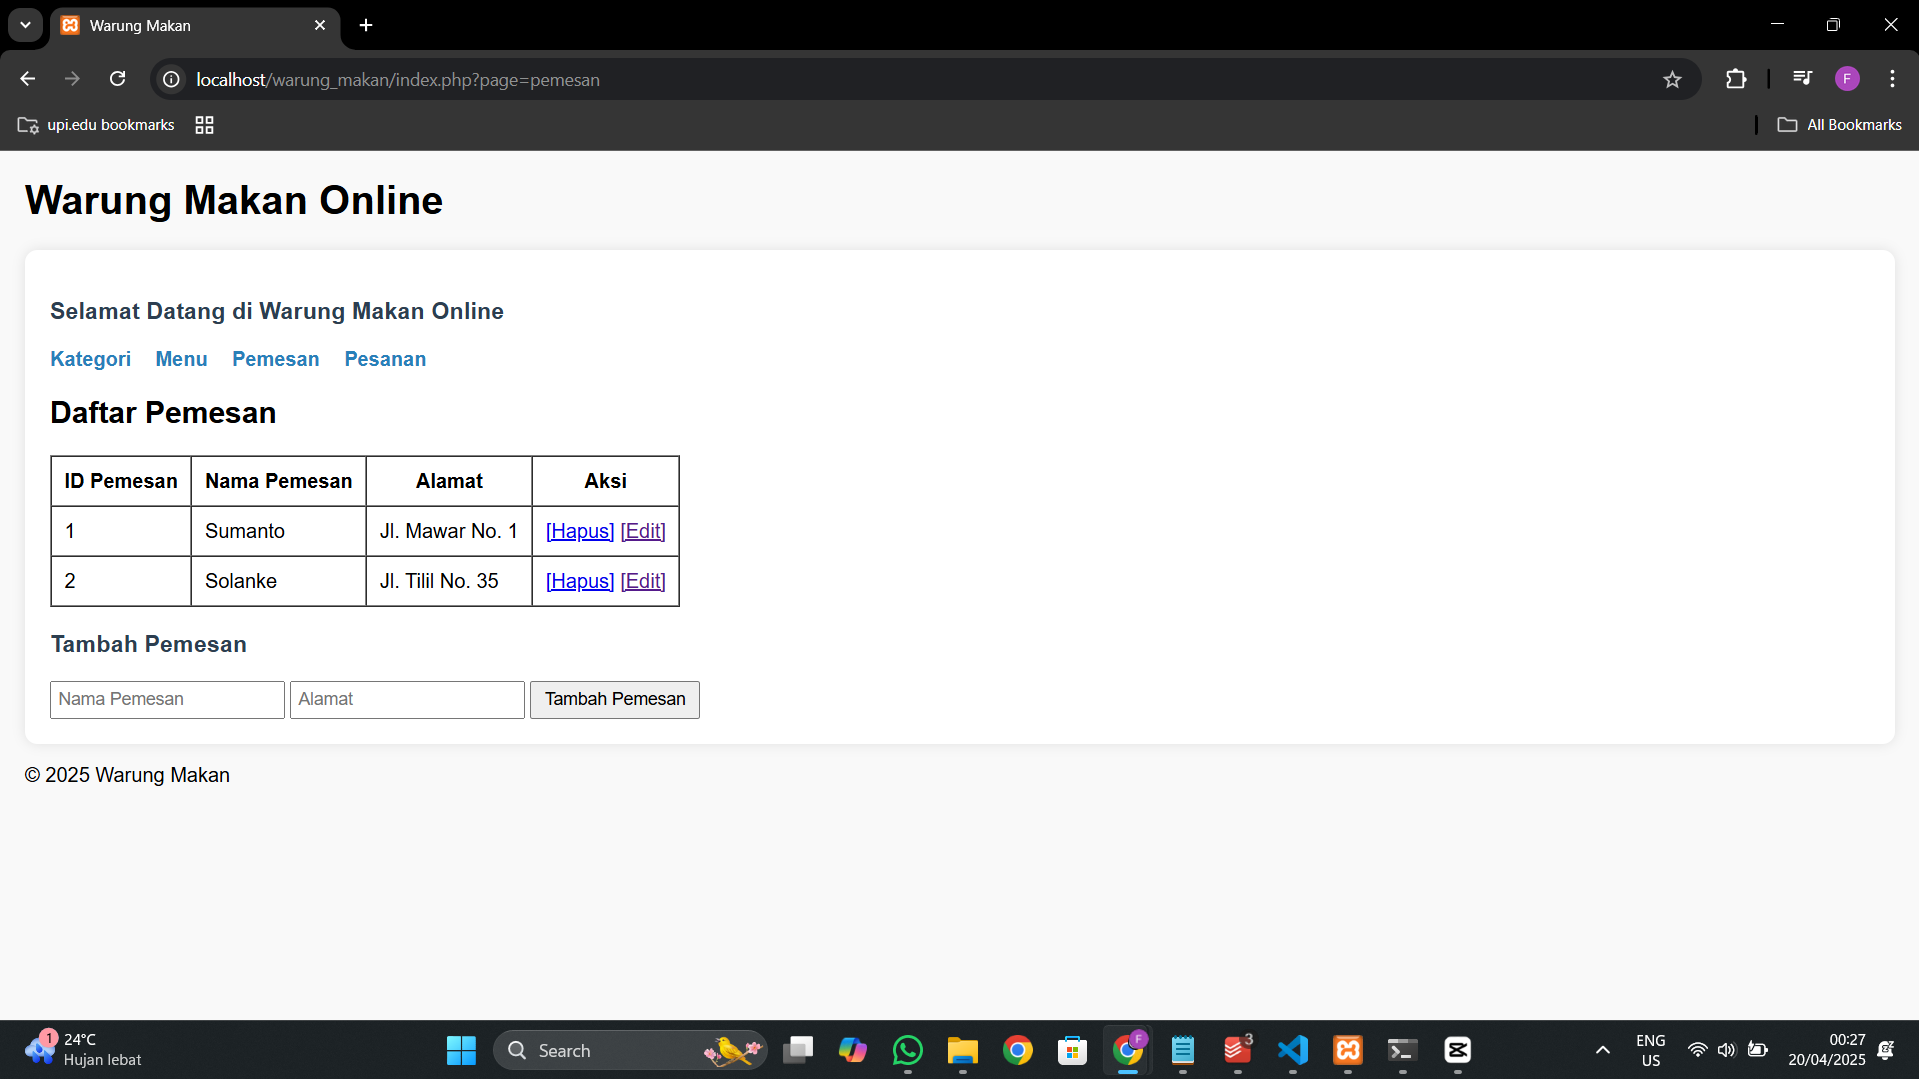 Warung Makan
localhost/warung_makan/index.php?page=pemesan
F
upi.edu bookmarks
All Bookmarks
Warung Makan Online
Selamat Datang di Warung Makan Online
Kategori Menu Pemesan Pesanan
Daftar Pemesan
ID Pemesan Nama Pemesan Alamat Aksi
1 Sumanto Jl. Mawar No. 1 [Hapus] [Edit]
2 Solanke Jl. Tilil No. 35 [Hapus] [Edit]
Tambah Pemesan
Nama Pemesan Alamat Tambah Pemesan
© 2025 Warung Makan
1 24°C
Hujan lebat
Search
F
3
ENG
US
00:27
20/04/2025